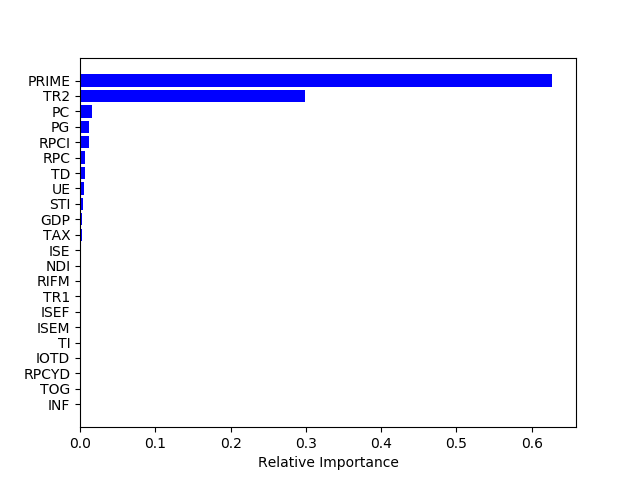 PRIME
TR2
PC
PG
RPCI
RPC
TD
UE
STI
GDP
TAX
ISE
NDI
RIFM
TR1
ISEF
ISEM
TI
IOTD
RPCYD
TOG
INF
0.0 0.1 0.2 0.3 0.4 0.5 0.6
Relative Importance